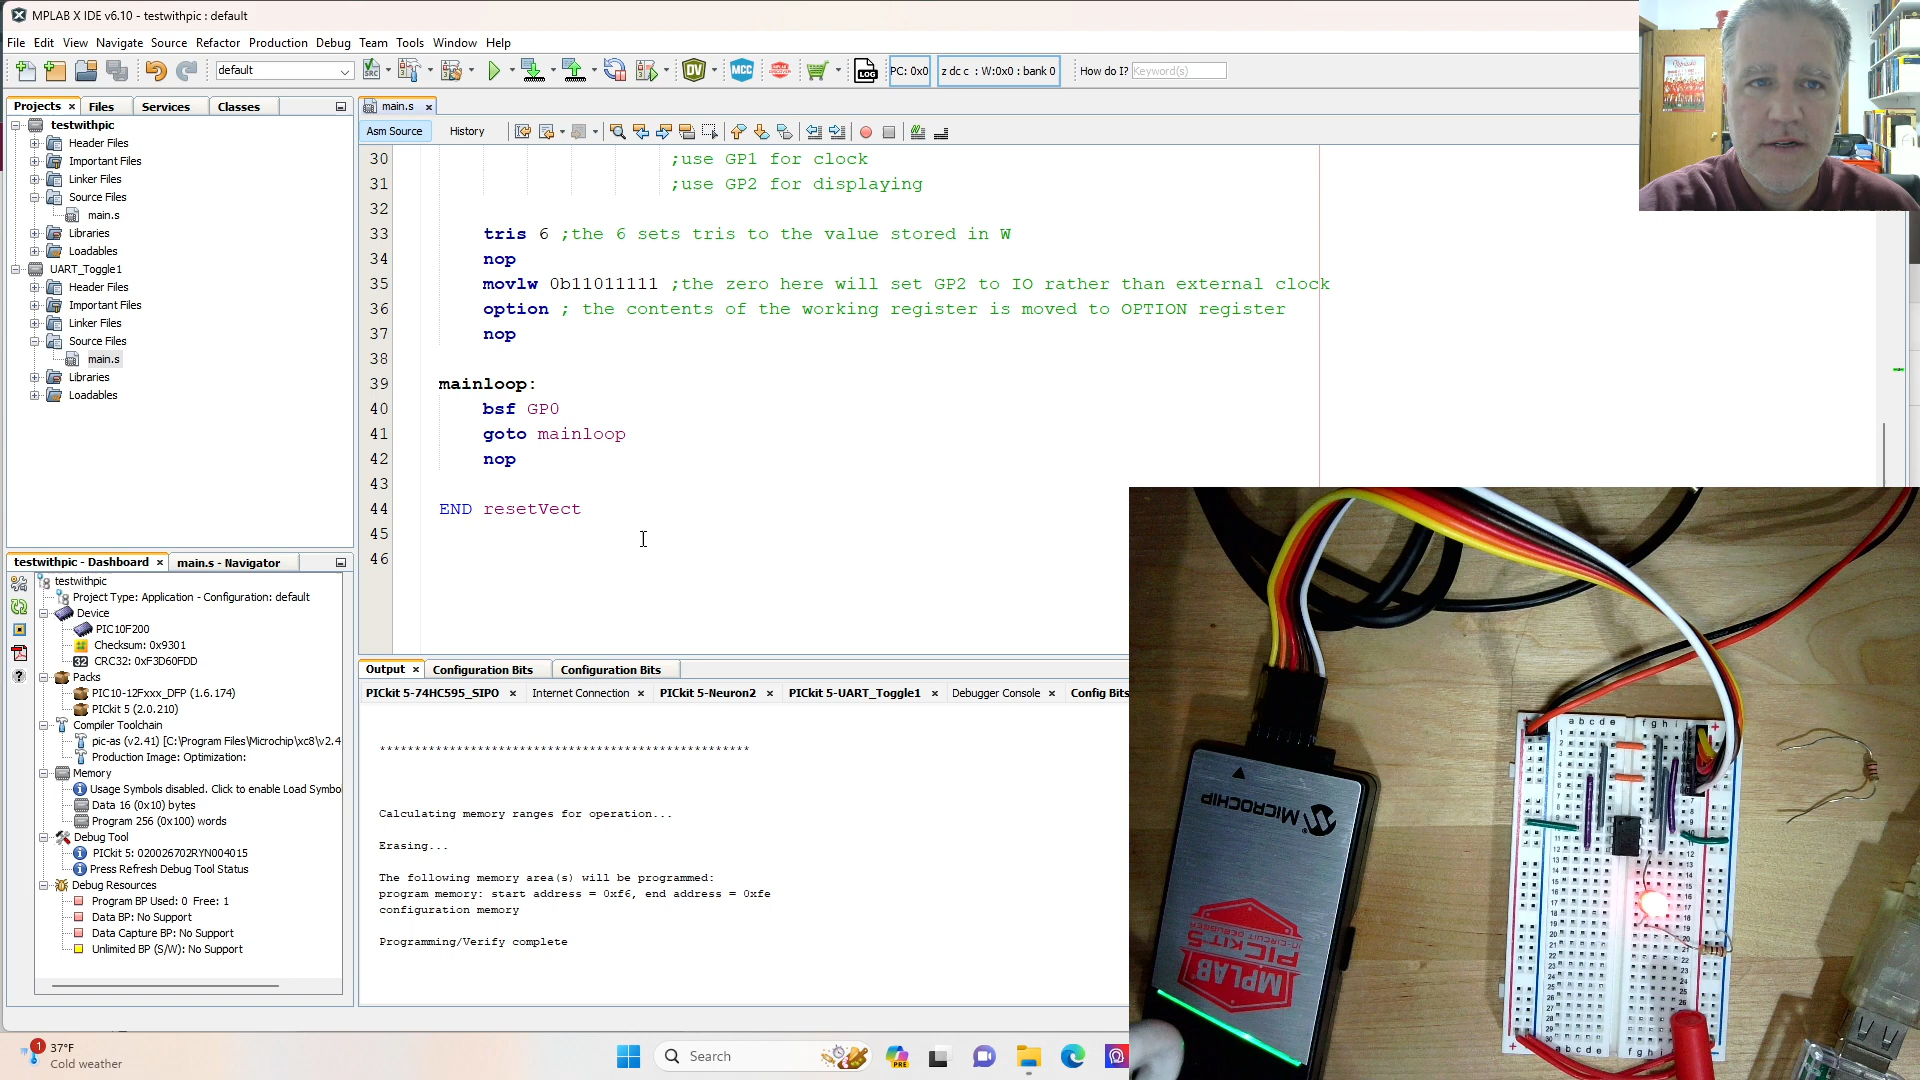 MPLAB X IDE v6.10 - testwithpic : default
File Edit View Navigate Source Refactor Production Debug Team Tools Window Help
default
PC: 0x0
z dc c : W:0x0 : bank 0
How do I? Keyword(s)
Projects Files Services Classes
testwithpic
Header Files
Important Files
Linker Files
Source Files
main.s
Libraries
Loadables
UART_Toggle1
Header Files
Important Files
Linker Files
Source Files
main.s
Libraries
Loadables
main.s
Asm Source History
30 ;use GP1 for clock
31 ;use GP2 for displaying
32
33 tris 6 ;the 6 sets tris to the value stored in W
34 nop
35 movlw 0b11011111 ;the zero here will set GP2 to IO rather than external clock
36 option ; the contents of the working register is moved to OPTION register
37 nop
38
39 mainloop:
40 bsf GP0
41 goto mainloop
42 nop
43
44 END resetVect
45
46
testwithpic - Dashboard main.s - Navigator
testwithpic
Project Type: Application - Configuration: default
Device
PIC10F200
Checksum: 0x9301
CRC32: 0xF3D60FDD
Packs
PIC10-12Fxxx_DFP (1.6.174)
PICkit 5 (2.0.210)
Compiler Toolchain
pic-as (v2.41) [C:\Program Files\Microchip\xc8\v2.4
Production Image: Optimization:
Memory
Usage Symbols disabled. Click to enable Load Symbo
Data 16 (0x10) bytes
Program 256 (0x100) words
Debug Tool
PICkit 5: 020026702RYN004015
Press Refresh Debug Tool Status
Debug Resources
Program BP Used: 0 Free: 1
Data BP: No Support
Data Capture BP: No Support
Unlimited BP (S/W): No Support
Output Configuration Bits Configuration Bits
PICkit 5-74HC595_SIPO Internet Connection PICkit 5-Neuron2 PICkit 5-UART_Toggle1 Debugger Console Config Bits
*****************************************************
Calculating memory ranges for operation...
Erasing...
The following memory area(s) will be programmed:
program memory: start address = 0xf6, end address = 0xfe
configuration memory
Programming/Verify complete
MICROCHIP
MPLAB
PICKIT 5
IN-CIRCUIT DEBUGGER
37°F
Cold weather
Search
PRE